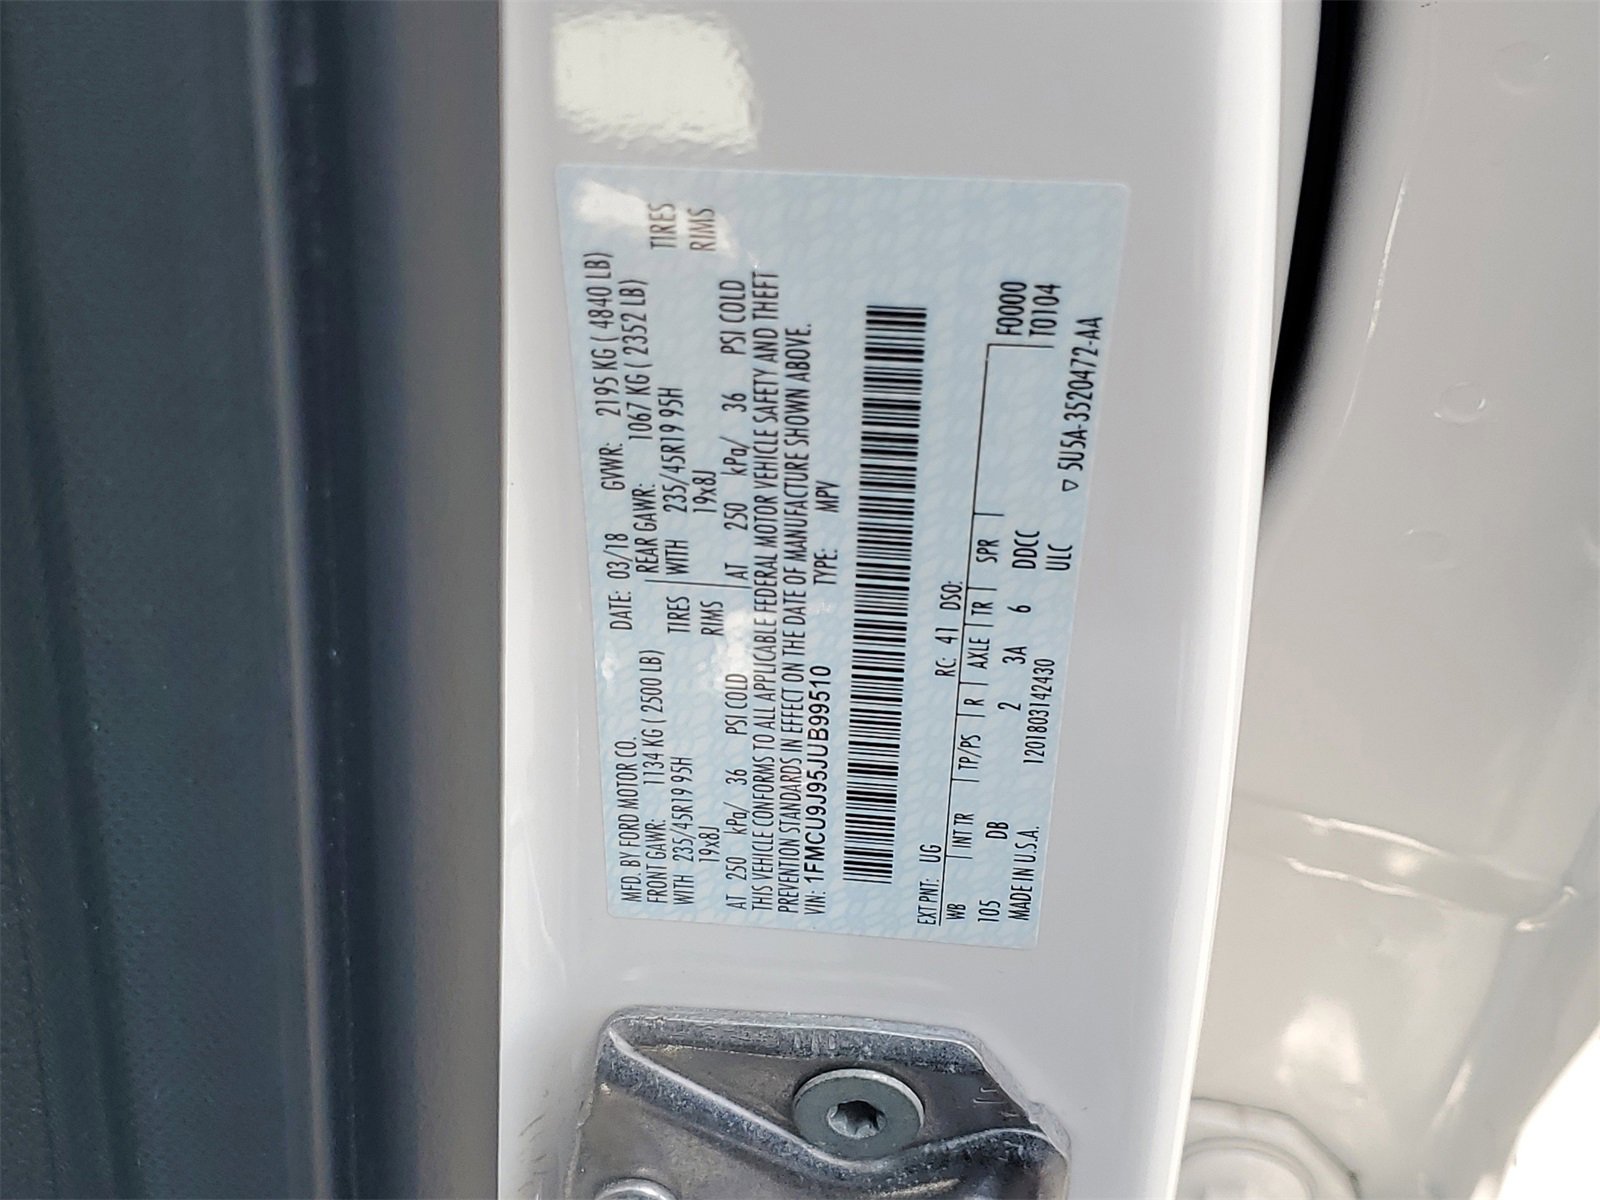 MFD. BY FORD MOTOR CO. DATE: 03/18 GVWR: 2195 KG ( 4840 LB)
FRONT GAWR: 1134 KG ( 2500 LB) REAR GAWR: 1067 KG ( 2352 LB)
WITH 235/45R19 95H TIRES WITH 235/45R19 95H TIRES
19x8J RIMS 19x8J RIMS
AT 250 kPa/ 36 PSI COLD AT 250 kPa/ 36 PSI COLD
THIS VEHICLE CONFORMS TO ALL APPLICABLE FEDERAL MOTOR VEHICLE SAFETY AND THEFT
PREVENTION STANDARDS IN EFFECT ON THE DATE OF MANUFACTURE SHOWN ABOVE.
VIN: 1FMCU9J95JUB99510 TYPE: MPV
EXT PNT: UG RC: 41 DSO:
WB INT TR TP/PS R AXLE TR SPR F0000
105 DB 2 3A 6 DDCC T0104
MADE IN U.S.A. 1201803142430 ULC
▽ 5U5A-3520472-AA